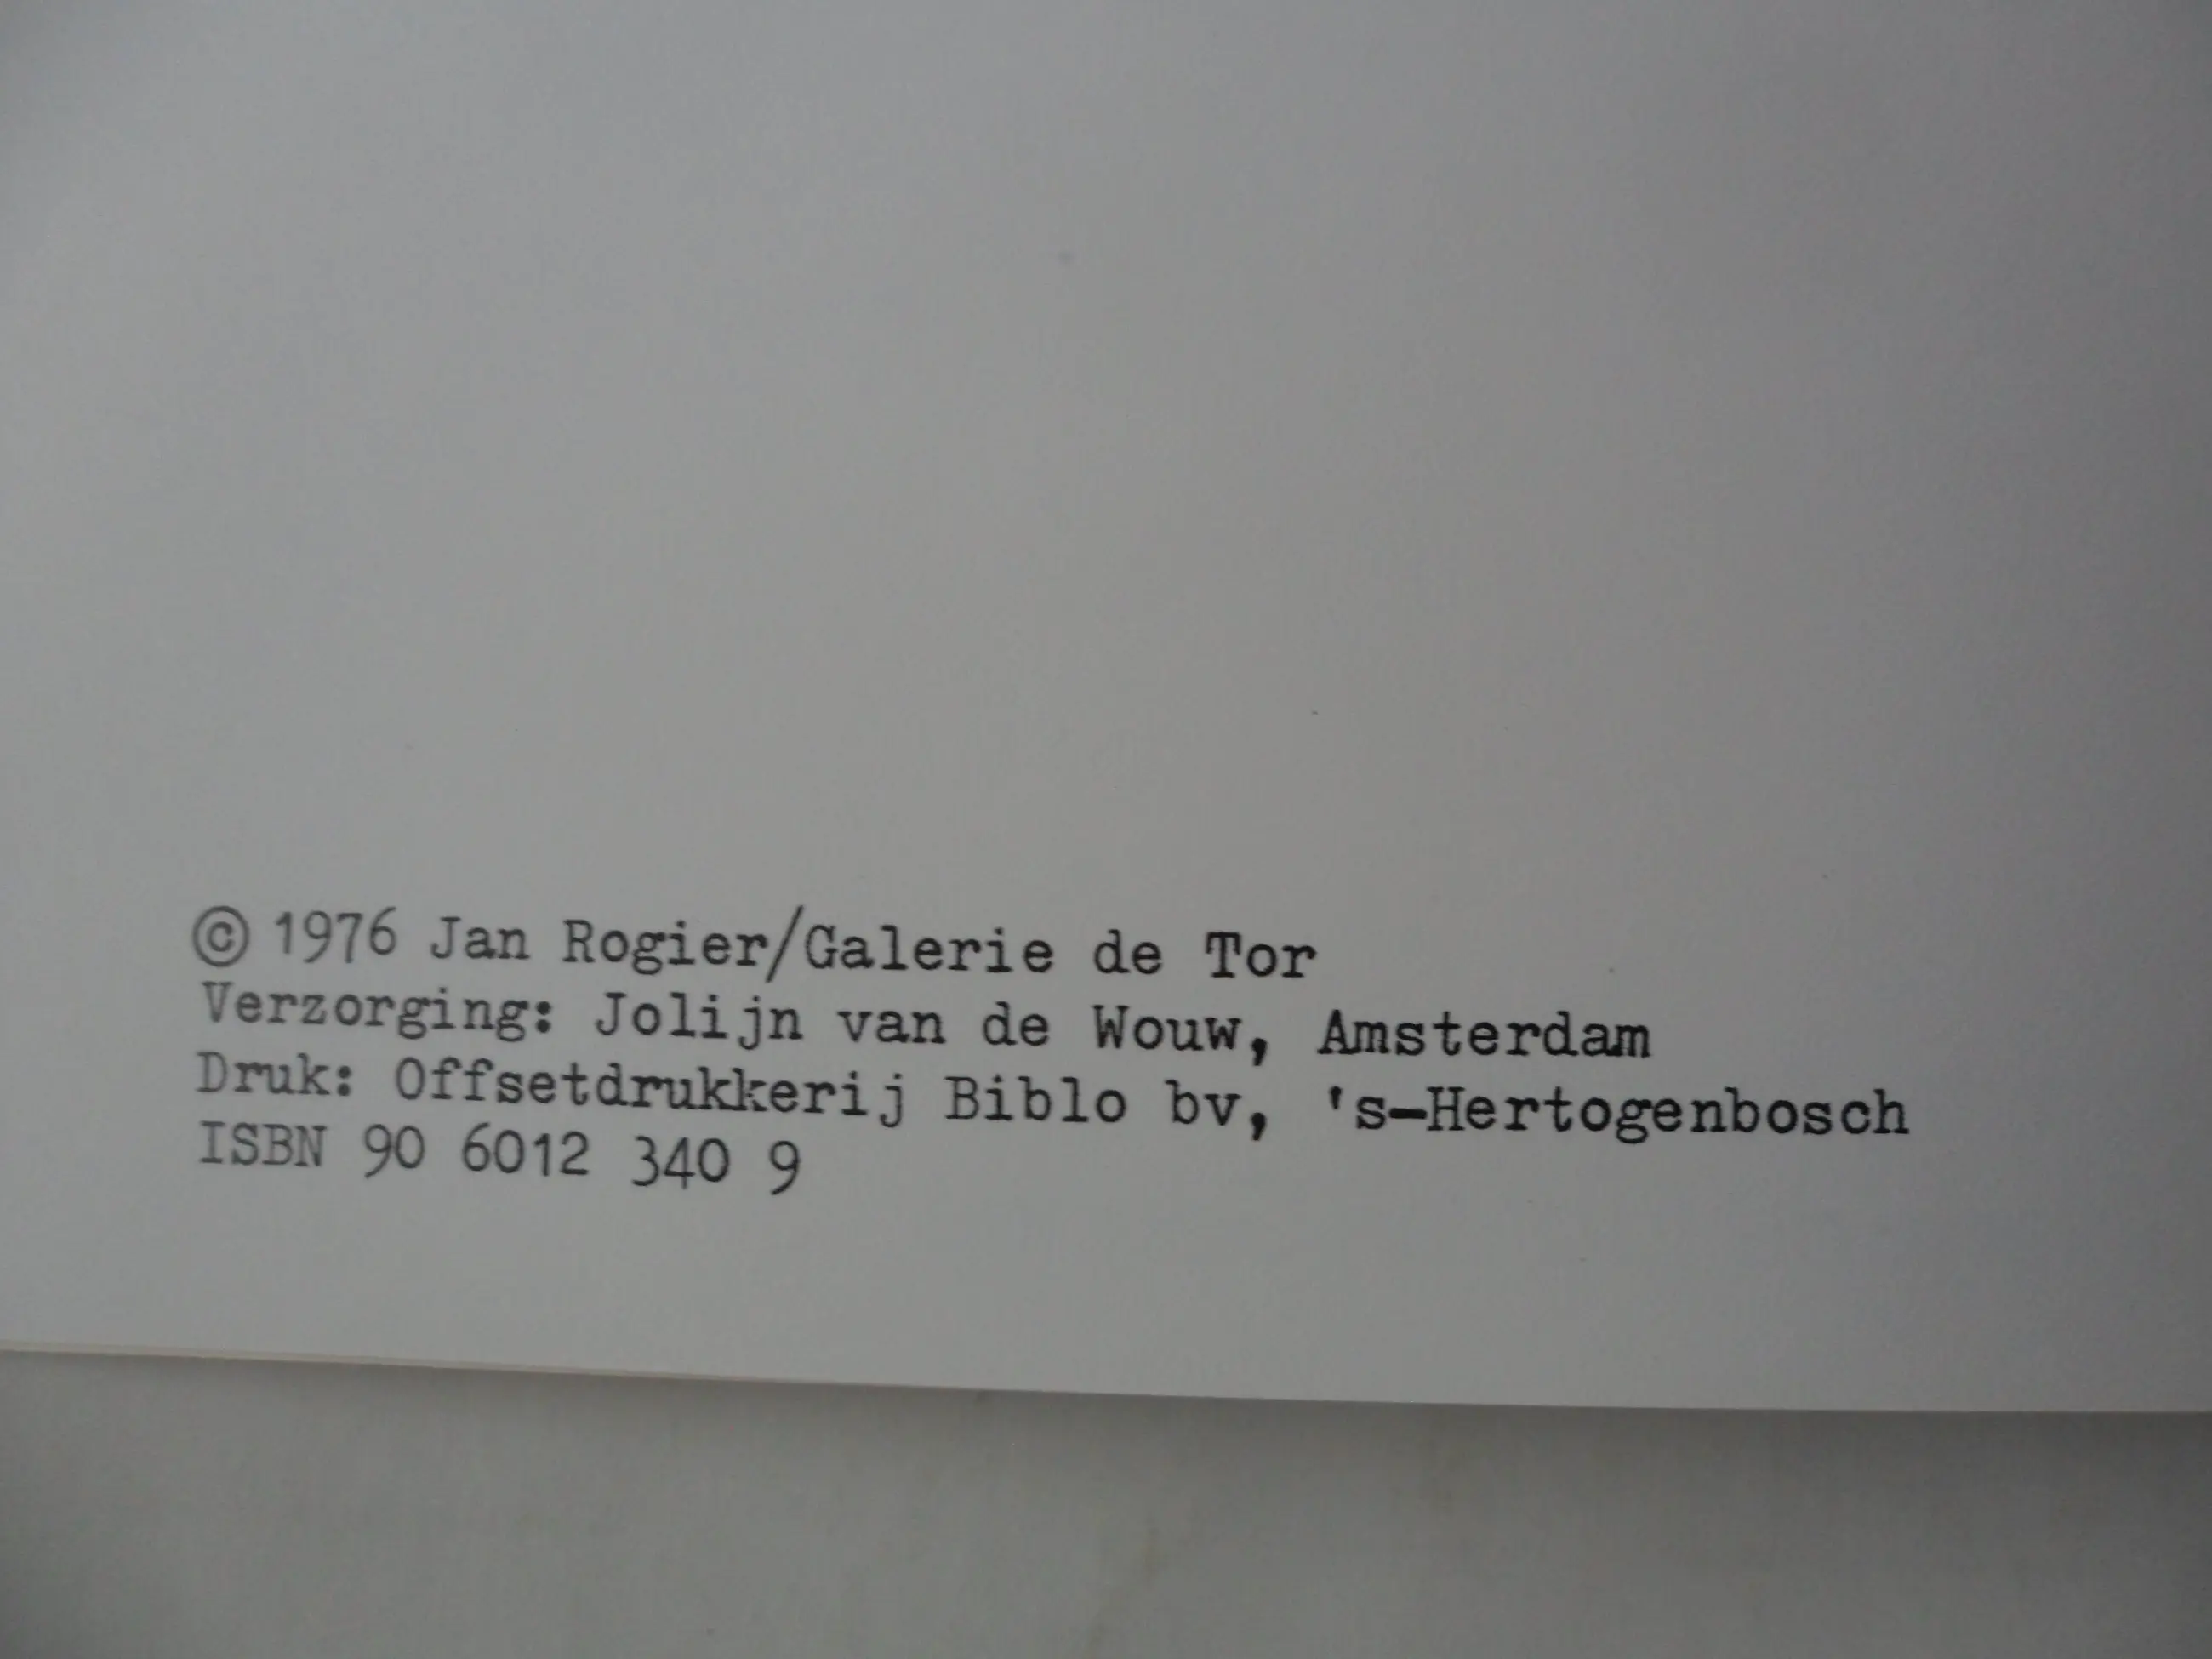 © 1976 Jan Rogier/Galerie de Tor
Verzorging: Jolijn van de Wouw, Amsterdam
Druk: Offsetdrukkerij Biblo bv, 's-Hertogenbosch
ISBN 90 6012 340 9